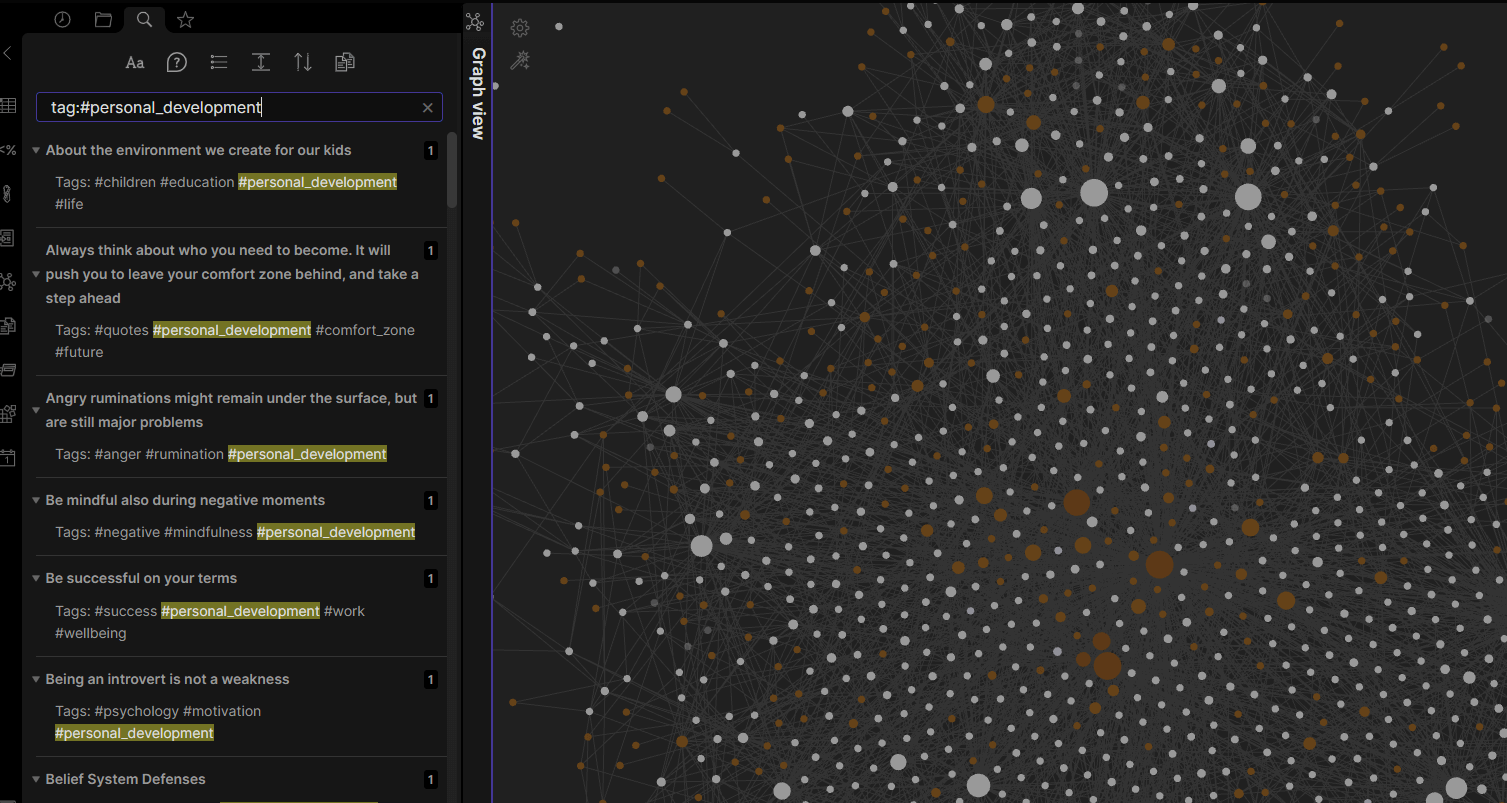 Aa
tag:#personal_development
About the environment we create for our kids 1
Tags: #children #education #personal_development
#life
Always think about who you need to become. It will 1
push you to leave your comfort zone behind, and take a
step ahead
Tags: #quotes #personal_development #comfort_zone
#future
Angry ruminations might remain under the surface, but 1
are still major problems
Tags: #anger #rumination #personal_development
Be mindful also during negative moments 1
Tags: #negative #mindfulness #personal_development
Be successful on your terms 1
Tags: #success #personal_development #work
#wellbeing
Being an introvert is not a weakness 1
Tags: #psychology #motivation
#personal_development
Belief System Defenses 1
Graph view